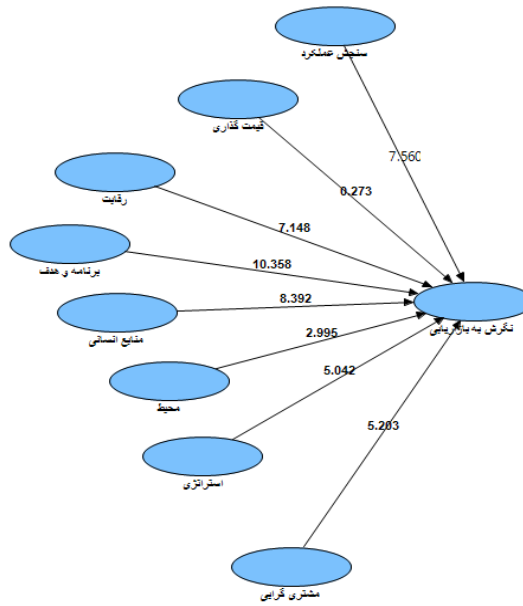 سنجش عملکرد
7.560
قیمت گذاری
0.273
رقابت
7.148
برنامه و هدف
10.358
منابع انسانی
8.392
نگرش به بازاریابی
محیط
2.995
استراتژی
5.042
5.203
مشتری گرایی